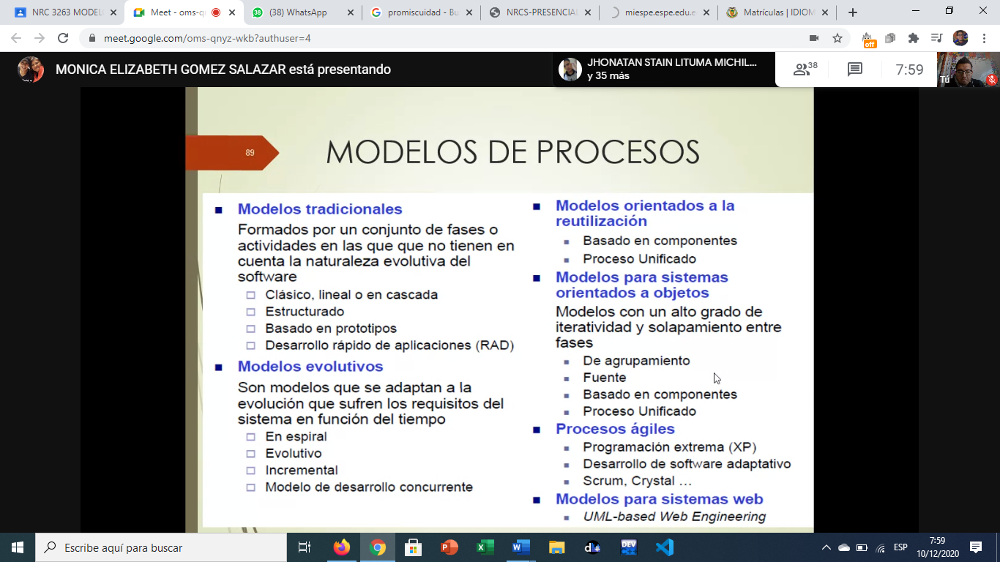 NRC 3263 MODEL
Meet - oms-q
(38) WhatsApp
promiscuidad - Bu
NRCS-PRESENCIAL
miespe.espe.edu.e
Matrículas | IDIOM
meet.google.com/oms-qnyz-wkb?authuser=4
off
MONICA ELIZABETH GOMEZ SALAZAR está presentando
JHONATAN STAIN LITUMA MICHIL...
y 35 más
38
7:59
Tú
89
MODELOS DE PROCESOS
Modelos tradicionales
Formados por un conjunto de fases o
actividades en las que que no tienen en
cuenta la naturaleza evolutiva del
software
Clásico, lineal o en cascada
Estructurado
Basado en prototipos
Desarrollo rápido de aplicaciones (RAD)
Modelos evolutivos
Son modelos que se adaptan a la
evolución que sufren los requisitos del
sistema en función del tiempo
En espiral
Evolutivo
Incremental
Modelo de desarrollo concurrente
Modelos orientados a la
reutilización
Basado en componentes
Proceso Unificado
Modelos para sistemas
orientados a objetos
Modelos con un alto grado de
iteratividad y solapamiento entre
fases
De agrupamiento
Fuente
Basado en componentes
Proceso Unificado
Procesos ágiles
Programación extrema (XP)
Desarrollo de software adaptativo
Scrum, Crystal ...
Modelos para sistemas web
UML-based Web Engineering
Escribe aquí para buscar
DEV
ESP
7:59
10/12/2020